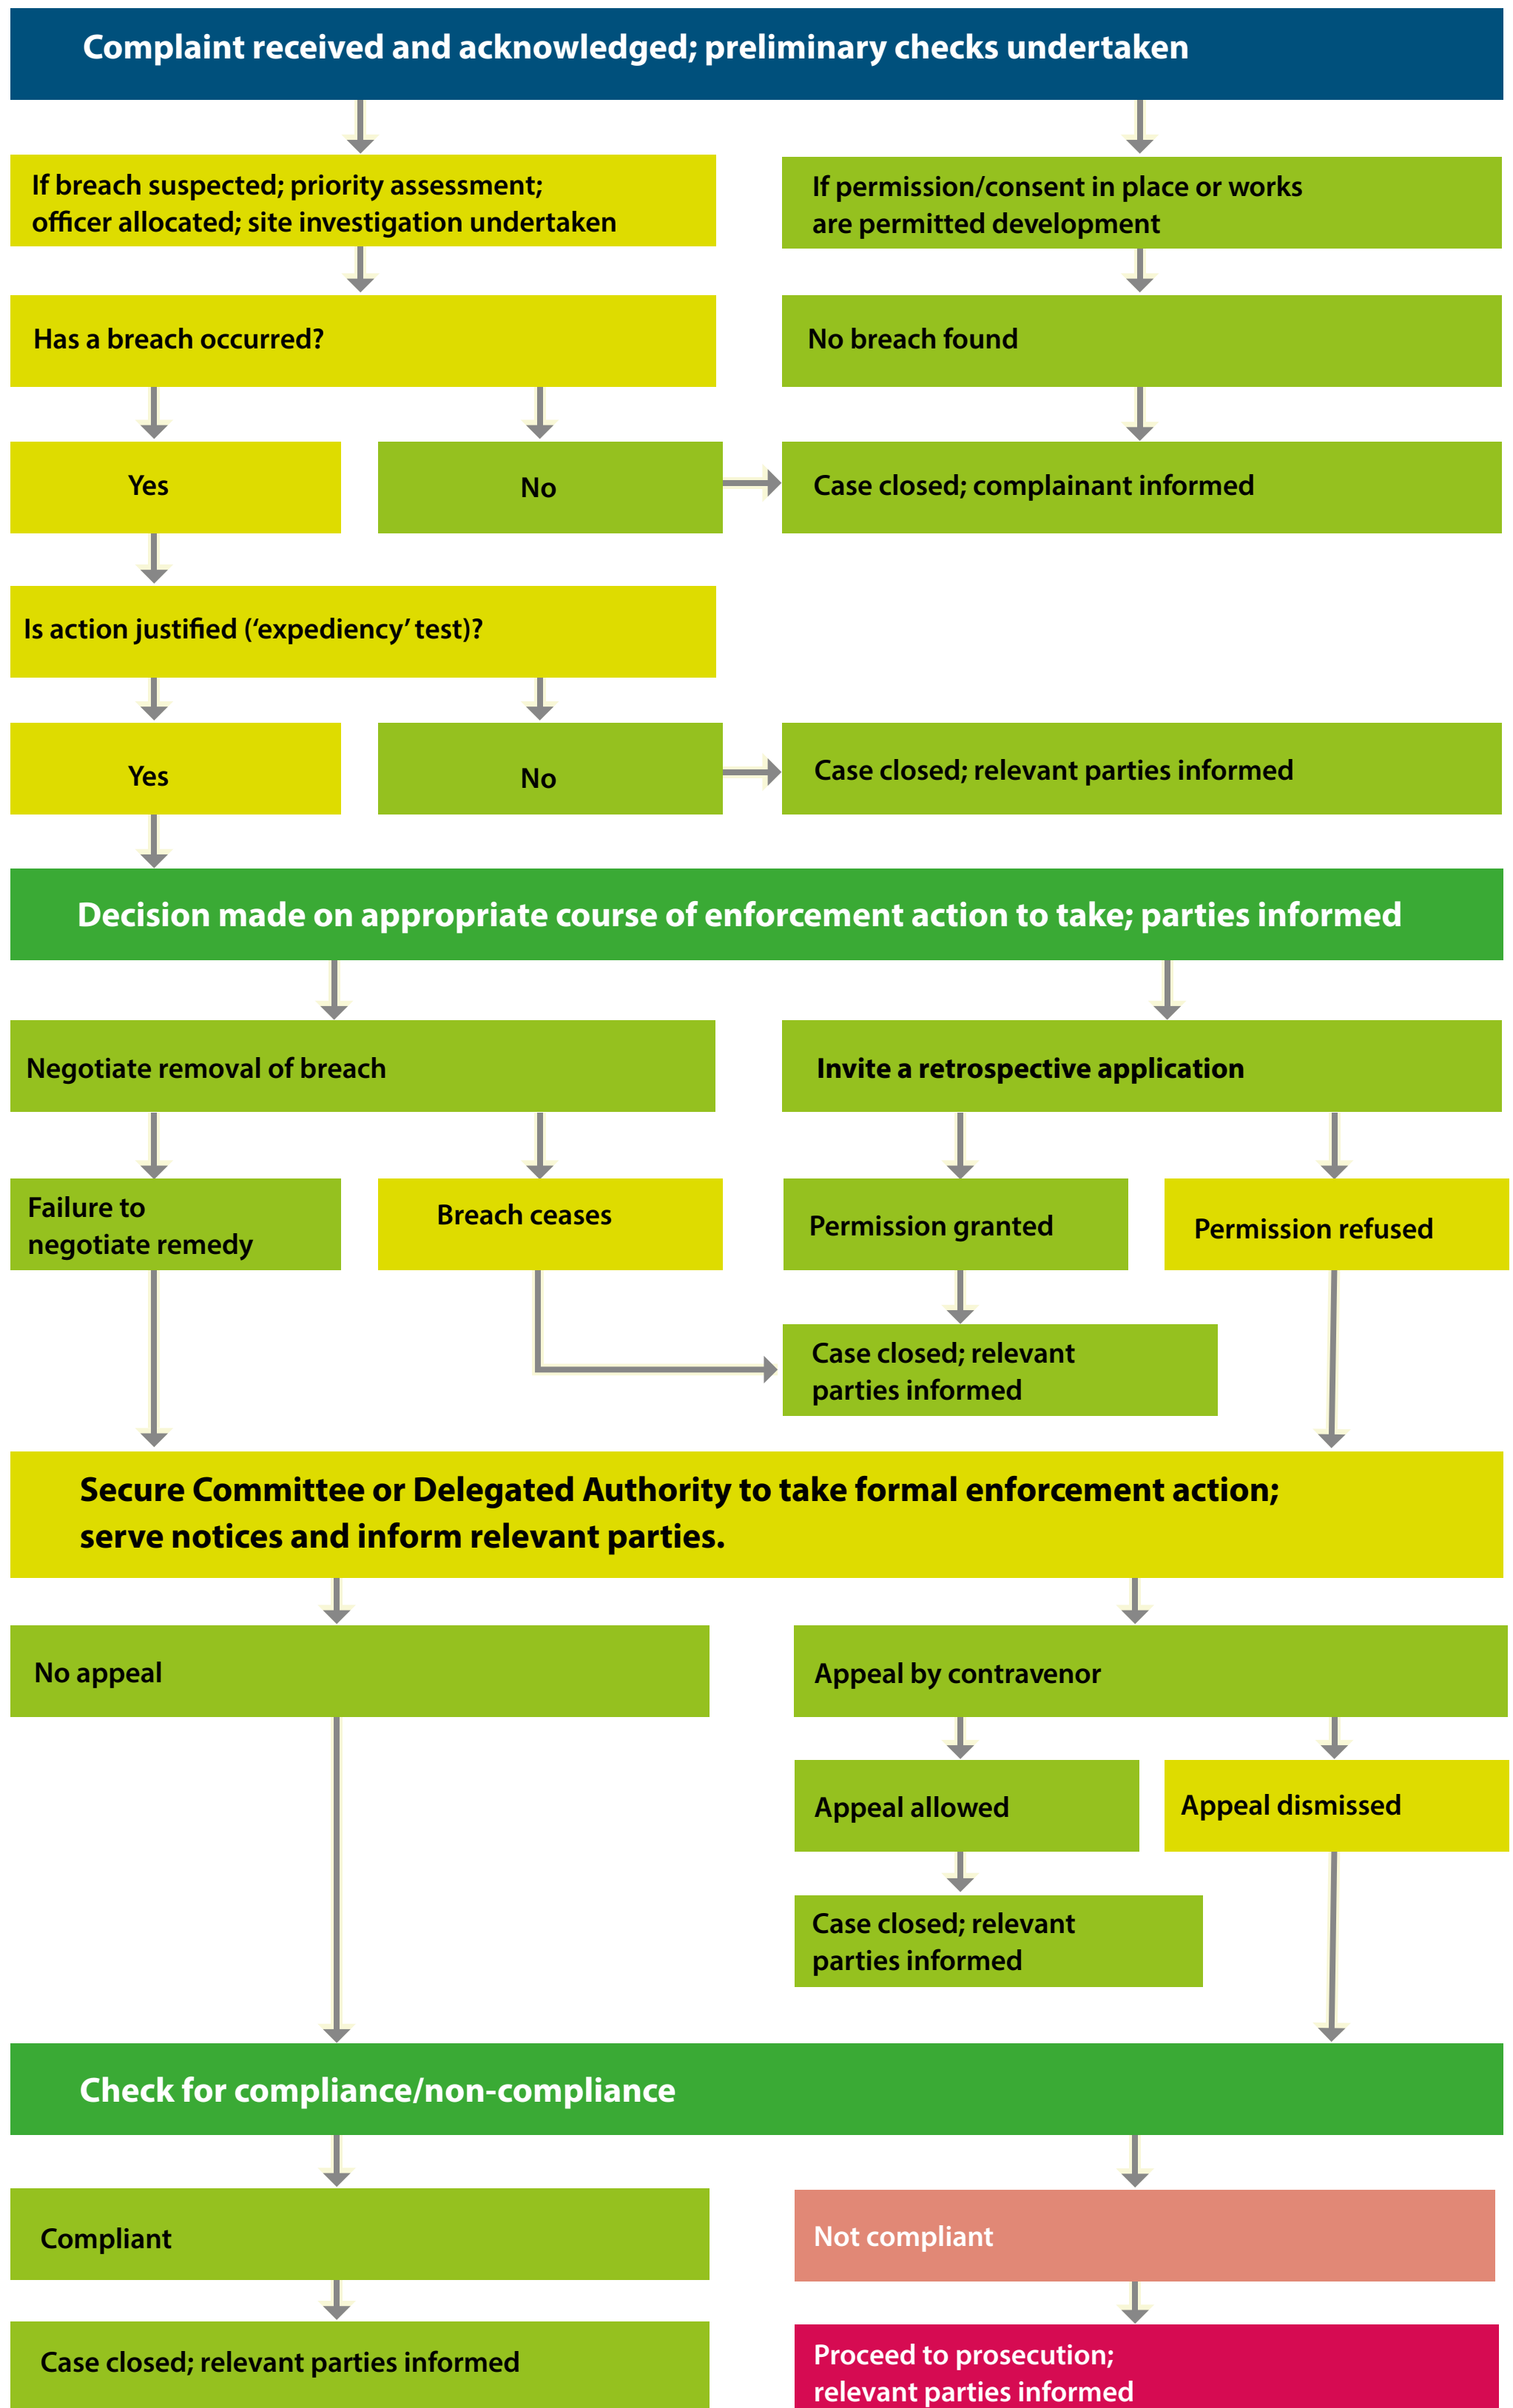 Complaint received and acknowledged; preliminary checks undertaken
If breach suspected; priority assessment;
officer allocated; site investigation undertaken
If permission/consent in place or works
are permitted development
Has a breach occurred?
No breach found
Yes
No
Case closed; complainant informed
Is action justified (‘expediency’ test)?
Yes
No
Case closed; relevant parties informed
Decision made on appropriate course of enforcement action to take; parties informed
Negotiate removal of breach
Invite a retrospective application
Failure to
negotiate remedy
Breach ceases
Permission granted
Permission refused
Case closed; relevant
parties informed
Secure Committee or Delegated Authority to take formal enforcement action;
serve notices and inform relevant parties.
No appeal
Appeal by contravenor
Appeal allowed
Appeal dismissed
Case closed; relevant
parties informed
Check for compliance/non-compliance
Compliant
Not compliant
Case closed; relevant parties informed
Proceed to prosecution;
relevant parties informed